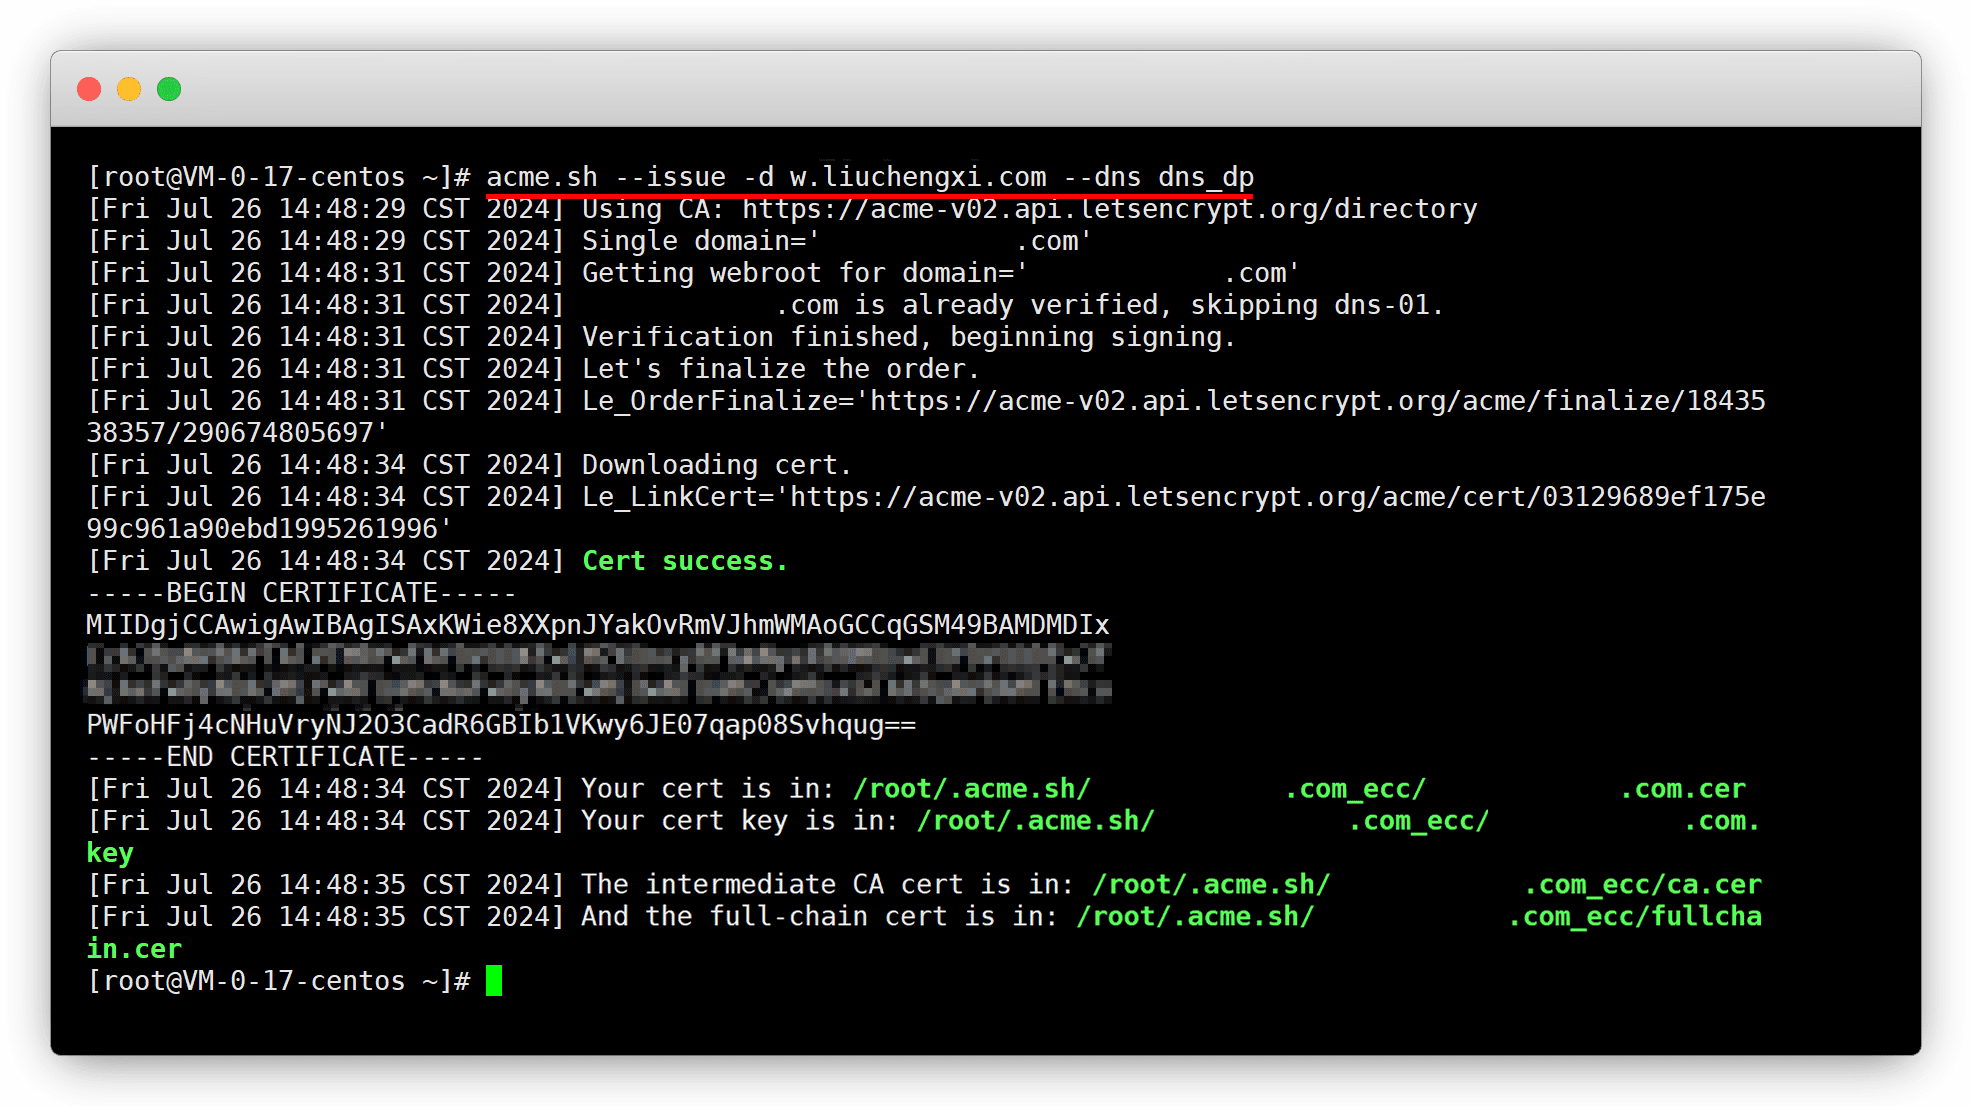 [root@VM-0-17-centos ~]# acme.sh --issue -d w.liuchengxi.com --dns dns_dp
[Fri Jul 26 14:48:29 CST 2024] Using CA: https://acme-v02.api.letsencrypt.org/directory
[Fri Jul 26 14:48:29 CST 2024] Single domain=' .com'
[Fri Jul 26 14:48:31 CST 2024] Getting webroot for domain=' .com'
[Fri Jul 26 14:48:31 CST 2024] .com is already verified, skipping dns-01.
[Fri Jul 26 14:48:31 CST 2024] Verification finished, beginning signing.
[Fri Jul 26 14:48:31 CST 2024] Let's finalize the order.
[Fri Jul 26 14:48:31 CST 2024] Le_OrderFinalize='https://acme-v02.api.letsencrypt.org/acme/finalize/18435
38357/290674805697'
[Fri Jul 26 14:48:34 CST 2024] Downloading cert.
[Fri Jul 26 14:48:34 CST 2024] Le_LinkCert='https://acme-v02.api.letsencrypt.org/acme/cert/03129689ef175e
99c961a90ebd1995261996'
[Fri Jul 26 14:48:34 CST 2024] Cert success.
-----BEGIN CERTIFICATE-----
MIIDgjCCAwigAwIBAgISAxKWie8XXpnJYakOvRmVJhmWMAoGCCqGSM49BAMDMDIx
PWFoHFj4cNHuVryNJ2O3CadR6GBIb1VKwy6JE07qap08Svhqug==
-----END CERTIFICATE-----
[Fri Jul 26 14:48:34 CST 2024] Your cert is in: /root/.acme.sh/ .com_ecc/ .com.cer
[Fri Jul 26 14:48:34 CST 2024] Your cert key is in: /root/.acme.sh/ .com_ecc/ .com.
key
[Fri Jul 26 14:48:35 CST 2024] The intermediate CA cert is in: /root/.acme.sh/ .com_ecc/ca.cer
[Fri Jul 26 14:48:35 CST 2024] And the full-chain cert is in: /root/.acme.sh/ .com_ecc/fullcha
in.cer
[root@VM-0-17-centos ~]#